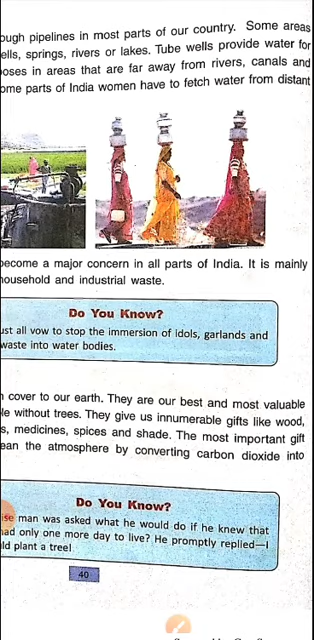 ough pipelines in most parts of our country. Some areas
ells, springs, rivers or lakes. Tube wells provide water for
oses in areas that are far away from rivers, canals and
ome parts of India women have to fetch water from distant
become a major concern in all parts of India. It is mainly
household and industrial waste.
Do You Know?
ust all vow to stop the immersion of idols, garlands and
waste into water bodies.
n cover to our earth. They are our best and most valuable
le without trees. They give us innumerable gifts like wood,
s, medicines, spices and shade. The most important gift
ean the atmosphere by converting carbon dioxide into
Do You Know?
ise man was asked what he would do if he knew that
had only one more day to live? He promptly replied—I
ld plant a tree!
40